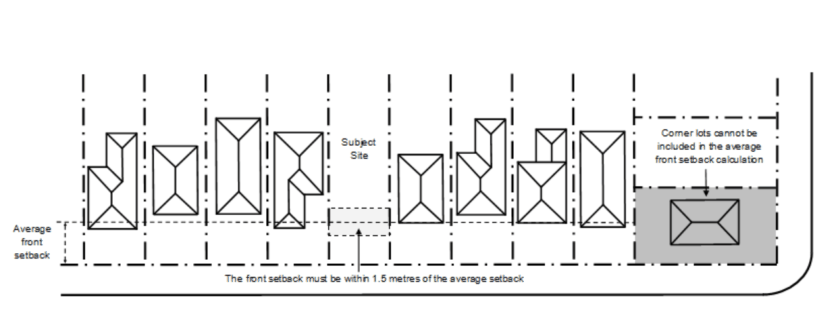 Subject
Site
Corner lots cannot be
included in the average
front setback calculation
Average
front
setback
The front setback must be within 1.5 metres of the average setback